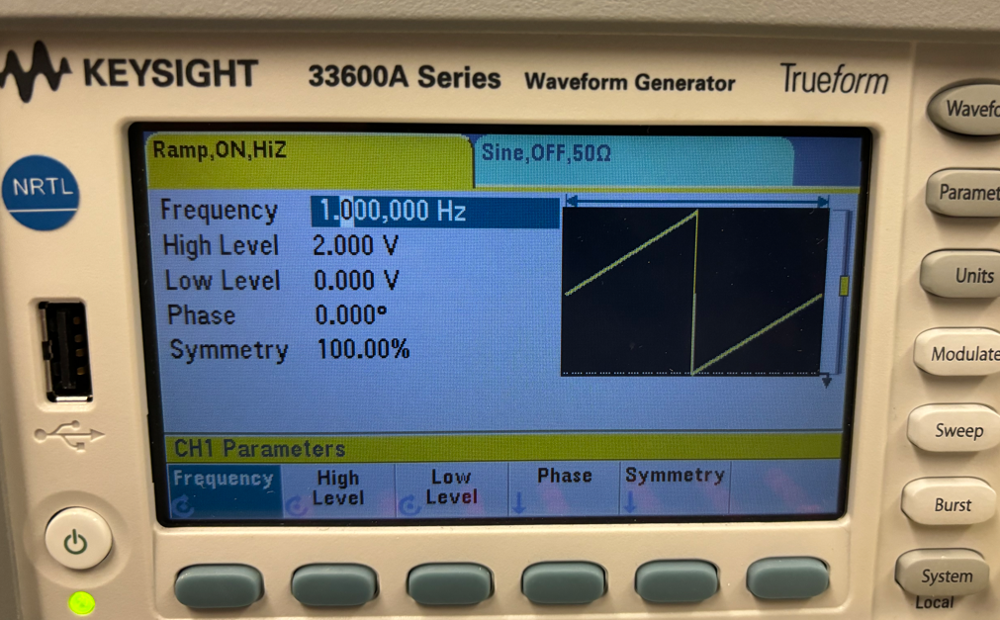 KEYSIGHT 33600A Series Waveform Generator Trueform
NRTL
Ramp,ON,HiZ
Sine,OFF,50Ω
Frequency 1.000,000 Hz
High Level 2.000 V
Low Level 0.000 V
Phase 0.000°
Symmetry 100.00%
CH1 Parameters
Frequency
High
Level
Low
Level
Phase
Symmetry
Wavefo
Paramet
Units
Modulate
Sweep
Burst
System
Local